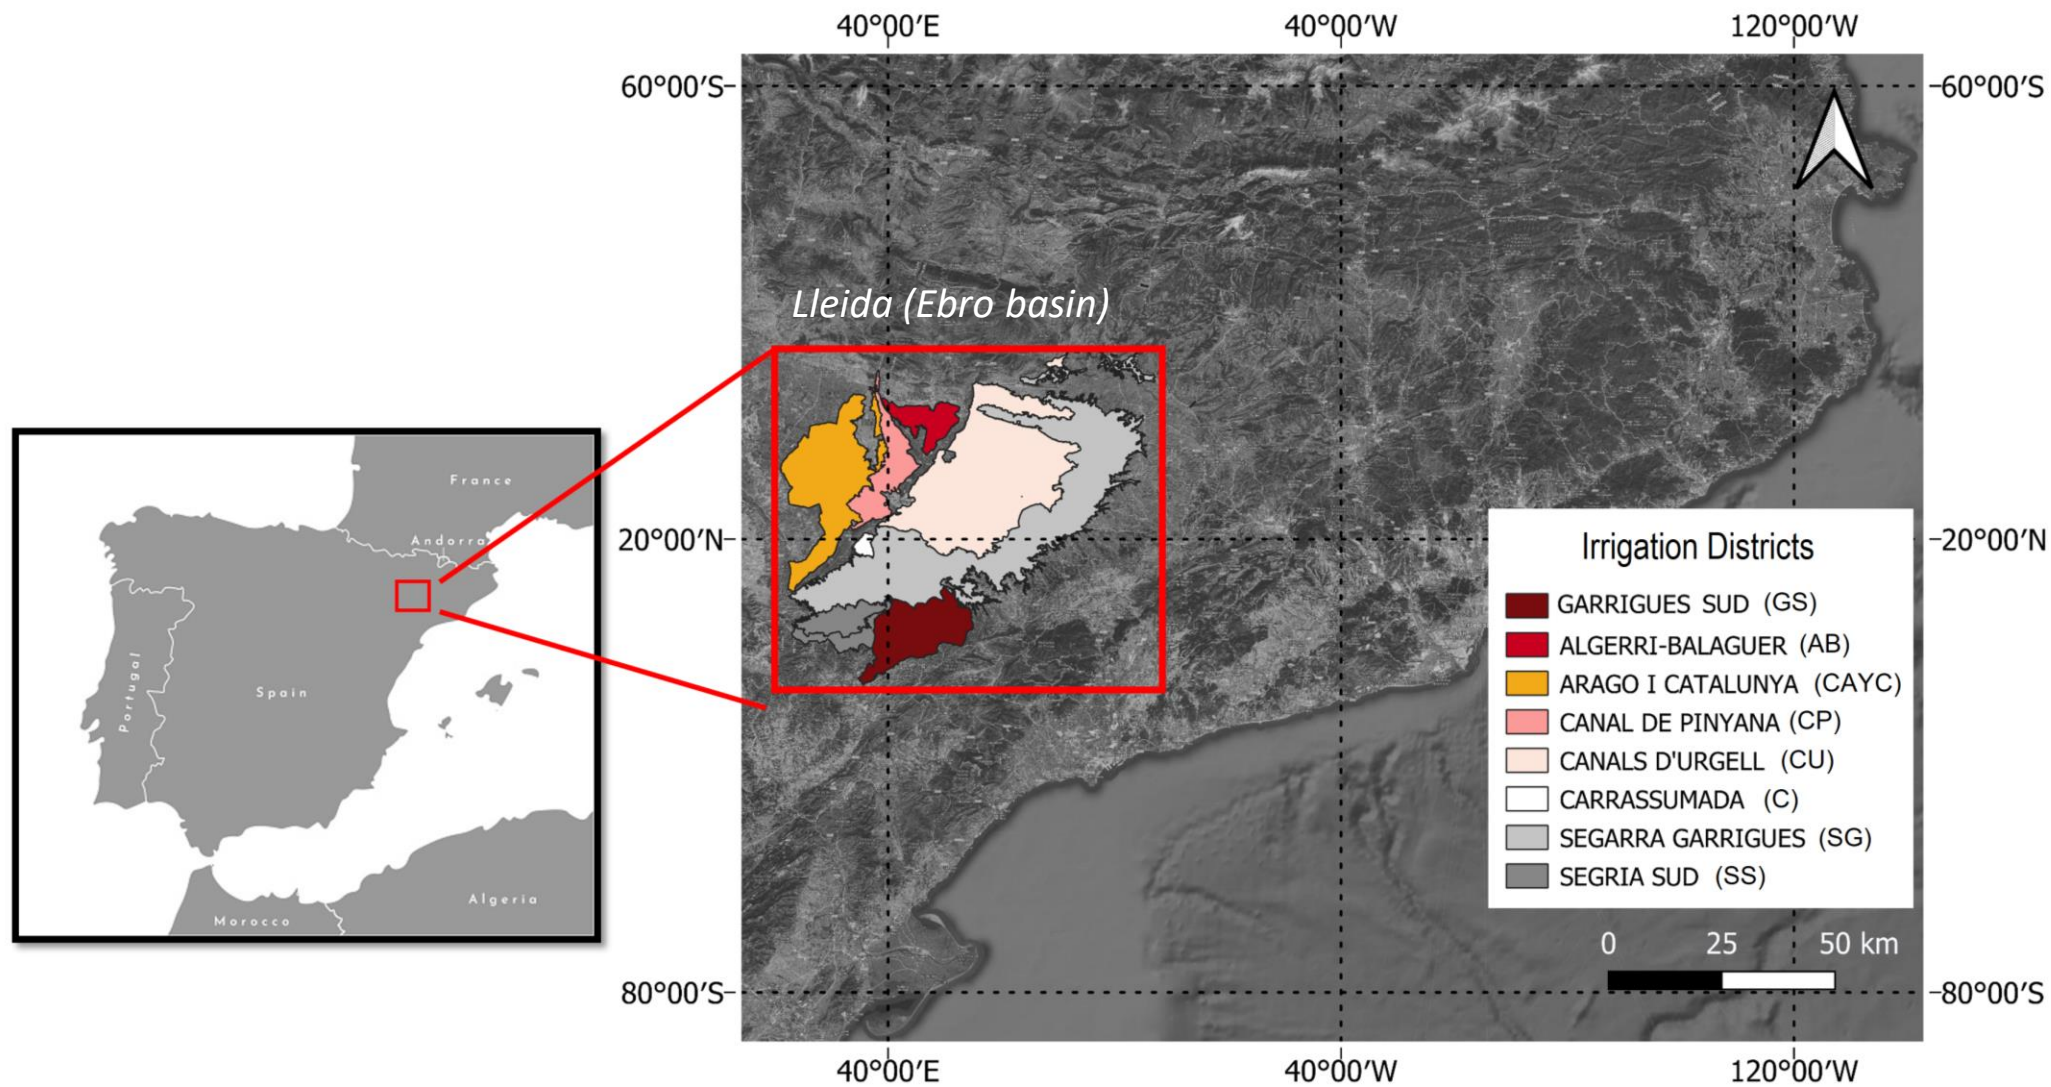 40°00′E 40°00′W 120°00′W
60°00′S 60°00′S
Lleida (Ebro basin)
France
Andorra
Portugal
Spain
Morocco
Algeria
20°00′N 20°00′N
Irrigation Districts
GARRIGUES SUD (GS)
ALGERRI-BALAGUER (AB)
ARAGO I CATALUNYA (CAYC)
CANAL DE PINYANA (CP)
CANALS D'URGELL (CU)
CARRASSUMADA (C)
SEGARRA GARRIGUES (SG)
SEGRIA SUD (SS)
0 25 50 km
80°00′S 80°00′S
40°00′E 40°00′W 120°00′W